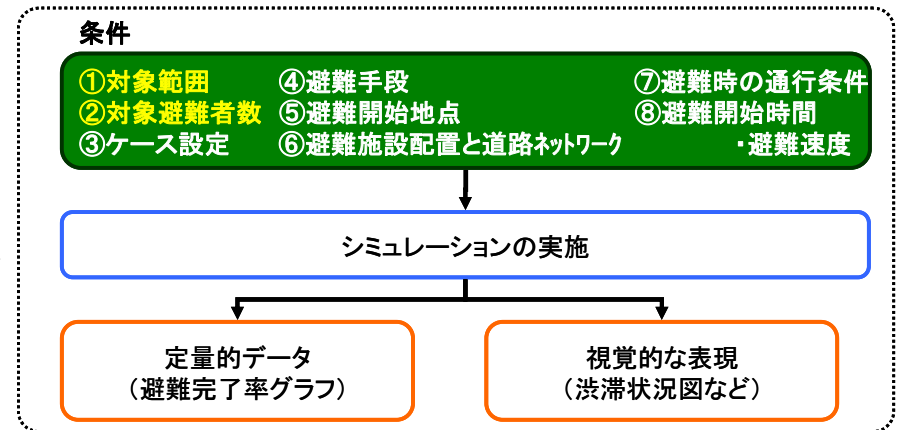 条件
①対象範囲 ④避難手段 ⑦避難時の通行条件
②対象避難者数 ⑤避難開始地点 ⑧避難開始時間
③ケース設定 ⑥避難施設配置と道路ﾈｯﾄﾜｰｸ ・避難速度
シミュレーションの実施
定量的データ
（避難完了率グラフ）
視覚的な表現
（渋滞状況図など）